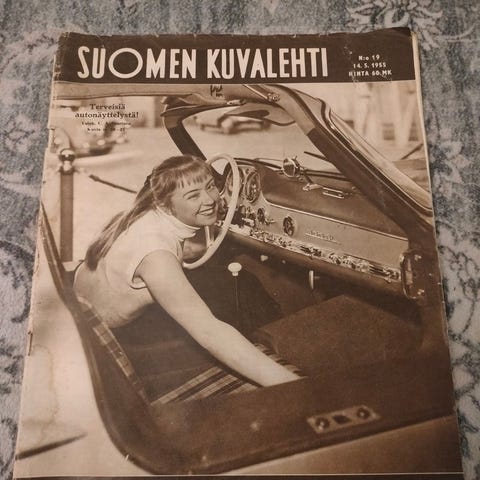 SUOMEN KUVALEHTI
N:o 19
14. 5. 1955
HINTA 60 MK
Terveisiä
autonäyttelystä!